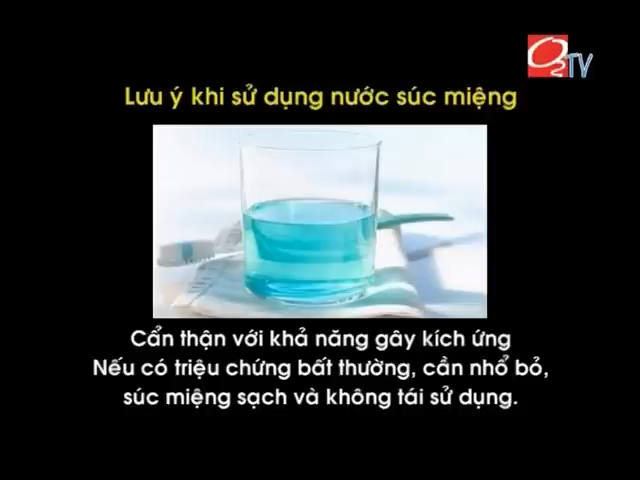 O2TV
Lưu ý khi sử dụng nước súc miệng
Cẩn thận với khả năng gây kích ứng
Nếu có triệu chứng bất thường, cần nhổ bỏ,
súc miệng sạch và không tái sử dụng.